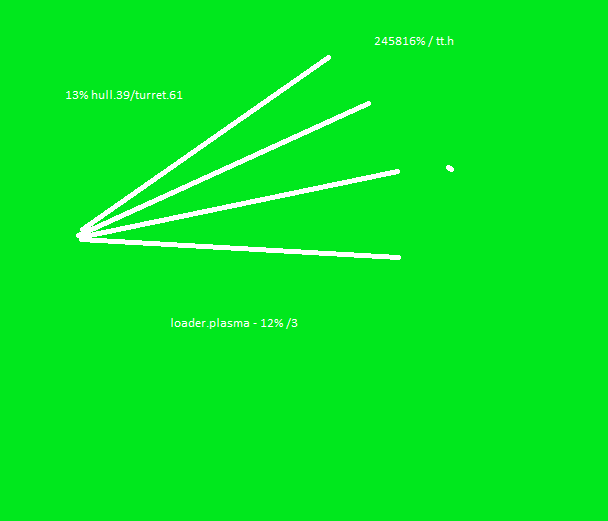 245816% / tt.h
13% hull.39/turret.61
loader.plasma - 12% /3